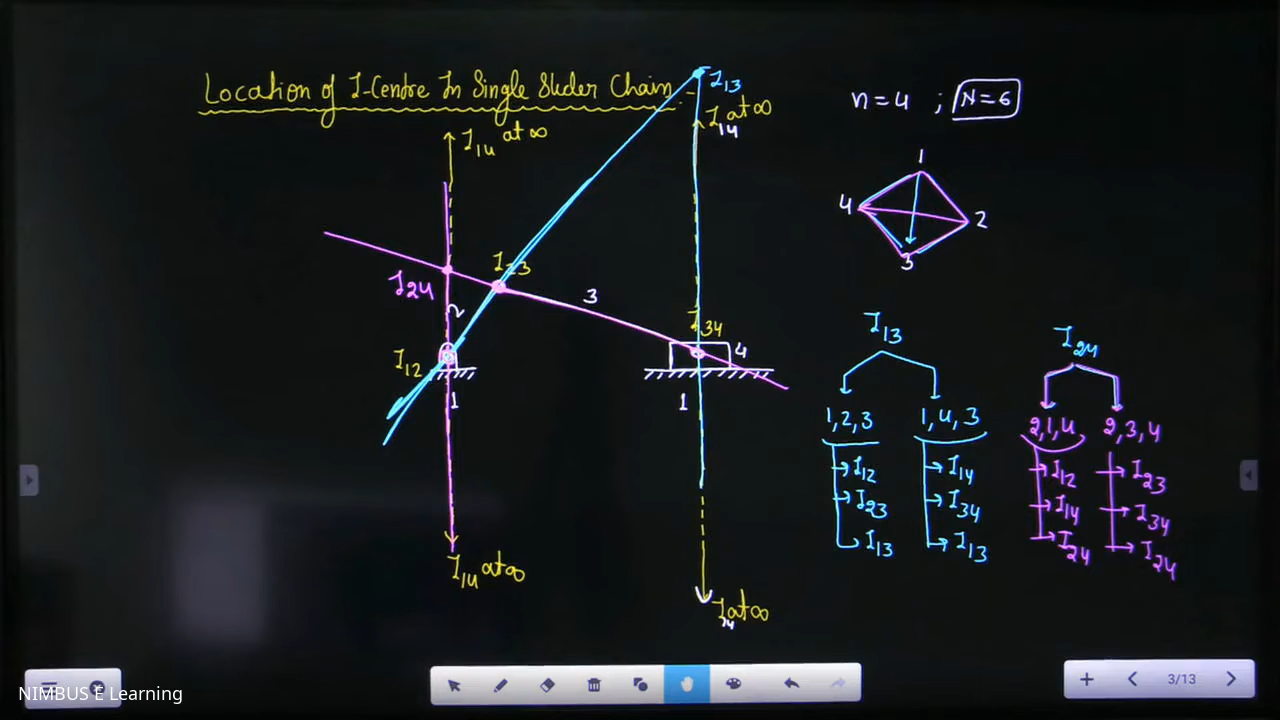 Location of I-Centre In Single Slider Chain
I13
I14 at ∞
I14 at ∞
n=4 ; N=6
1
4
2
3
I23
I24
2
3
I34
4
I12
1
1
I13
I24
1,2,3
1,4,3
2,1,4
2,3,4
I12
I14
I12
I23
I23
I34
I14
I34
I13
I13
I24
I24
I14 at ∞
I14 at ∞
3/13
NIMBUS E Learning